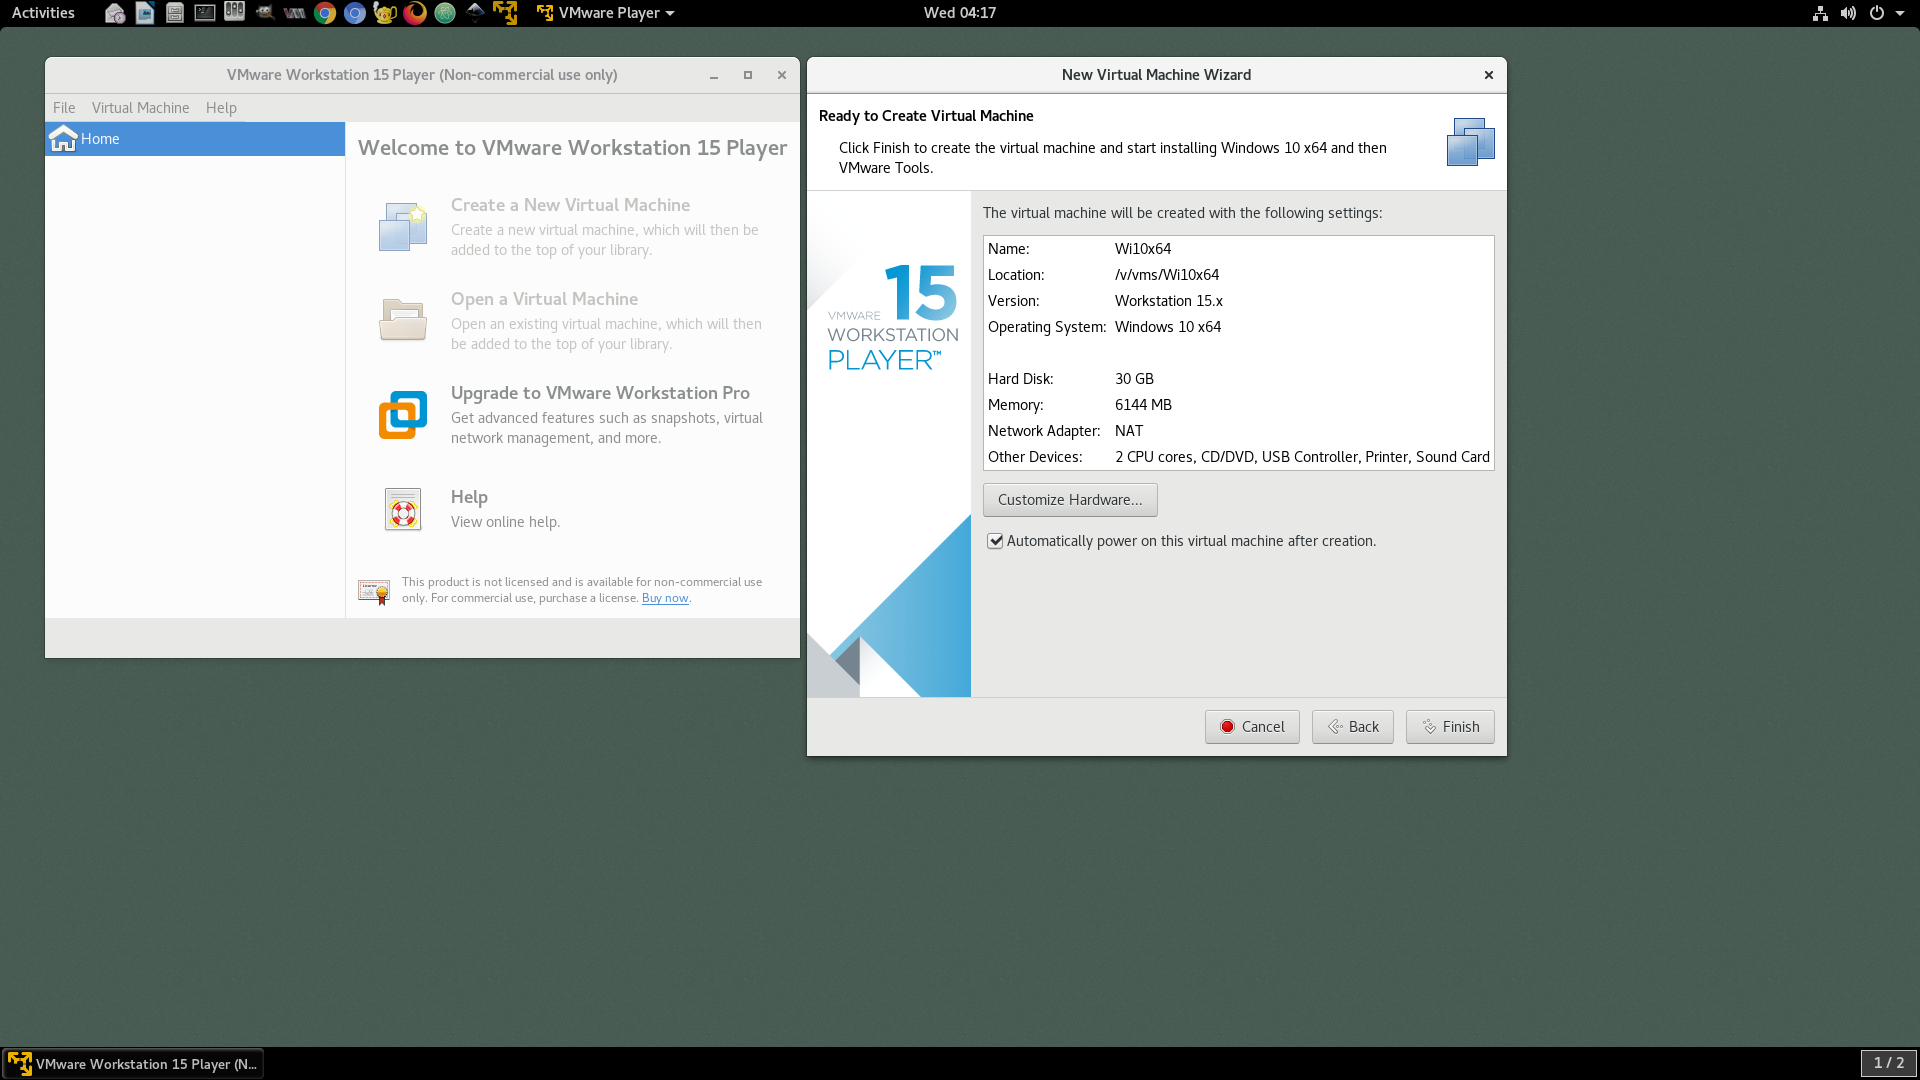 Activities
VMware Player
Wed 04:17
VMware Workstation 15 Player (Non-commercial use only)
File Virtual Machine Help
Home
Welcome to VMware Workstation 15 Player
Create a New Virtual Machine
Create a new virtual machine, which will then be
added to the top of your library.
Open a Virtual Machine
Open an existing virtual machine, which will then
be added to the top of your library.
Upgrade to VMware Workstation Pro
Get advanced features such as snapshots, virtual
network management, and more.
Help
View online help.
This product is not licensed and is available for non-commercial use
only. For commercial use, purchase a license. Buy now.
New Virtual Machine Wizard
Ready to Create Virtual Machine
Click Finish to create the virtual machine and start installing Windows 10 x64 and then
VMware Tools.
15
VMWARE
WORKSTATION
PLAYER™
The virtual machine will be created with the following settings:
Name: Wi10x64
Location: /v/vms/Wi10x64
Version: Workstation 15.x
Operating System: Windows 10 x64
Hard Disk: 30 GB
Memory: 6144 MB
Network Adapter: NAT
Other Devices: 2 CPU cores, CD/DVD, USB Controller, Printer, Sound Card
Customize Hardware...
Automatically power on this virtual machine after creation.
Cancel Back Finish
VMware Workstation 15 Player (N...
1 / 2